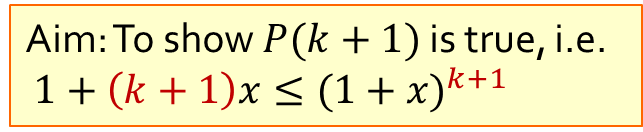 Aim: To show P(k + 1) is true, i.e.
1 + (k + 1)x ≤ (1 + x)^{k+1}